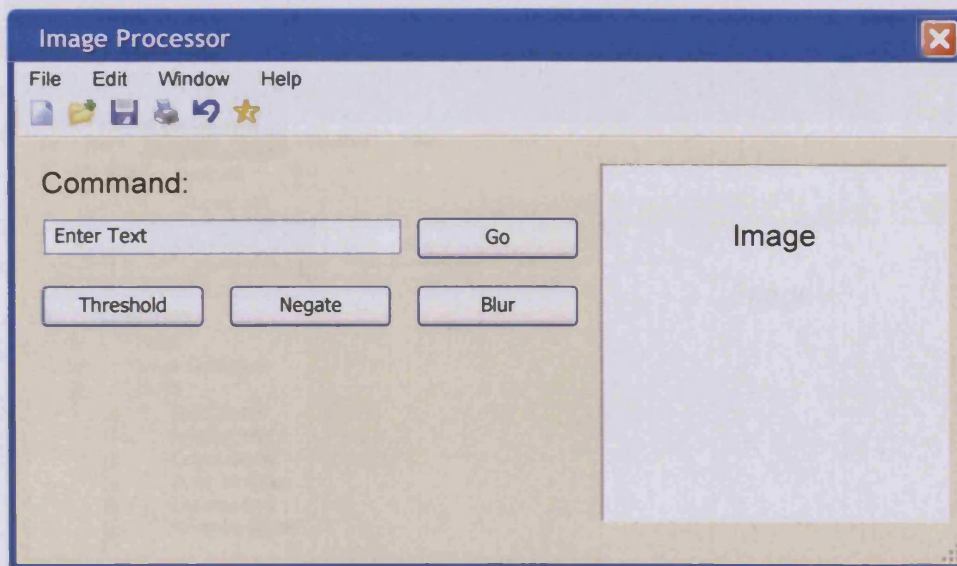 Image Processor
File Edit Window Help
Command:
Enter Text Go
Threshold Negate Blur
Image